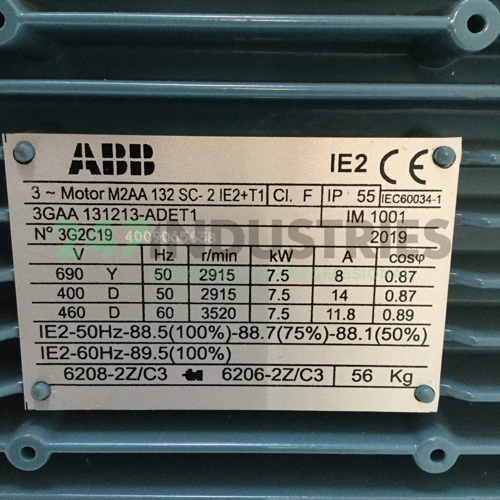 ABB IE2 CE
3 ~ Motor M2AA 132 SC- 2 IE2+T1 Cl. F IP 55 IEC60034-1
3GAA 131213-ADET1 IM 1001
Nº 3G2C19 2019
V Hz r/min kW A cosφ
690 Y 50 2915 7.5 8 0.87
400 D 50 2915 7.5 14 0.87
460 D 60 3520 7.5 11.8 0.89
IE2-50Hz-88.5(100%)-88.7(75%)-88.1(50%)
IE2-60Hz-89.5(100%)
6208-2Z/C3 6206-2Z/C3 56 Kg
INDUSTRIES